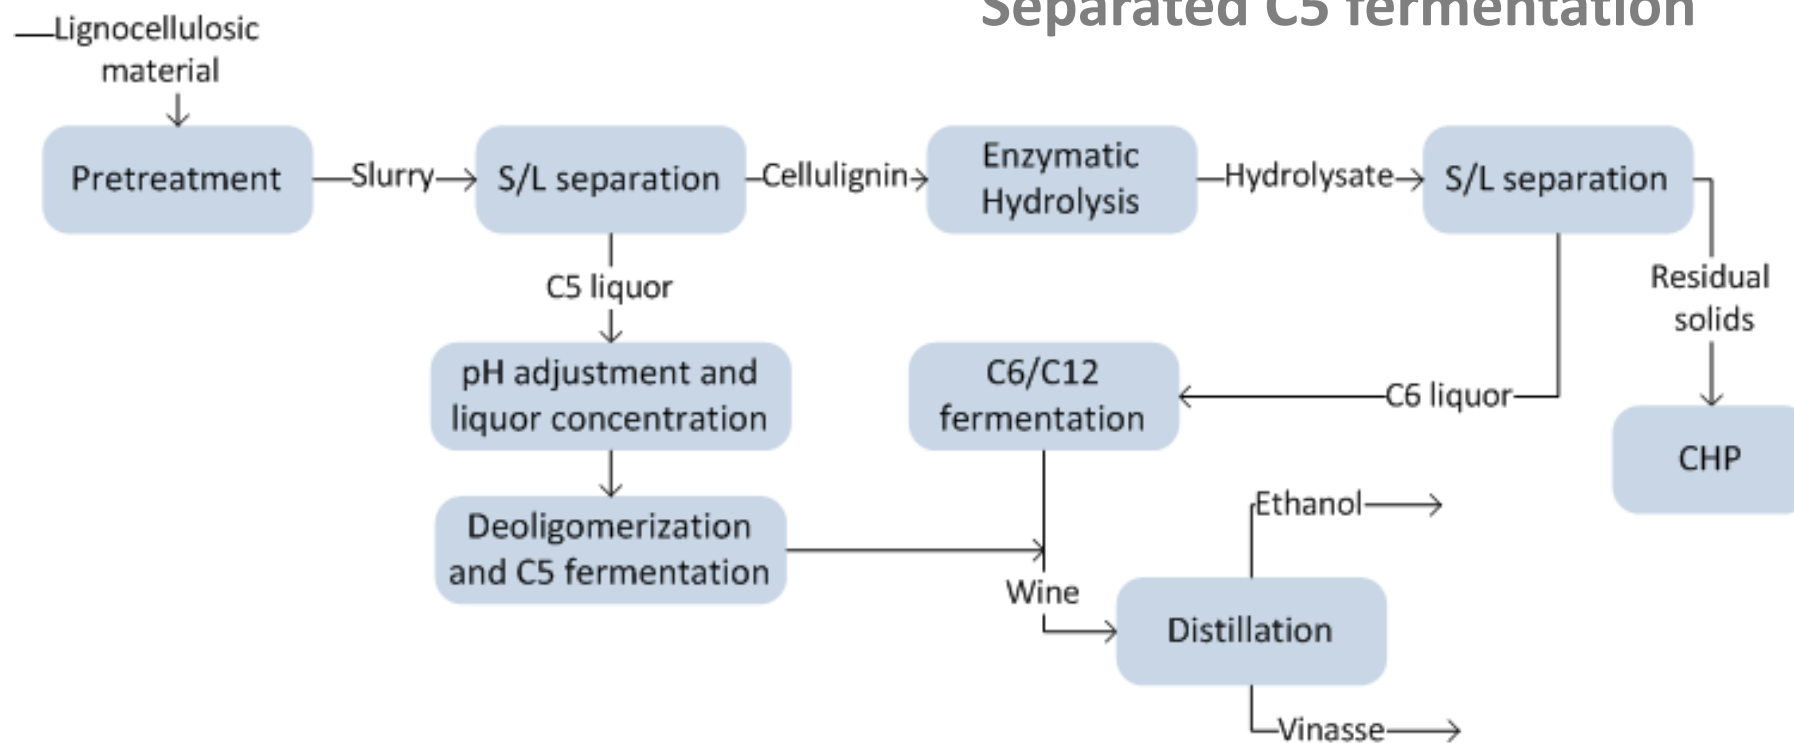 Separated C5 fermentation
Lignocellulosic
material
Pretreatment
Slurry
S/L separation
Cellulignin
Enzymatic
Hydrolysis
Hydrolysate
S/L separation
C5 liquor
Residual
solids
pH adjustment and
liquor concentration
C6/C12
fermentation
C6 liquor
CHP
Deoligomerization
and C5 fermentation
Ethanol
Wine
Distillation
Vinasse